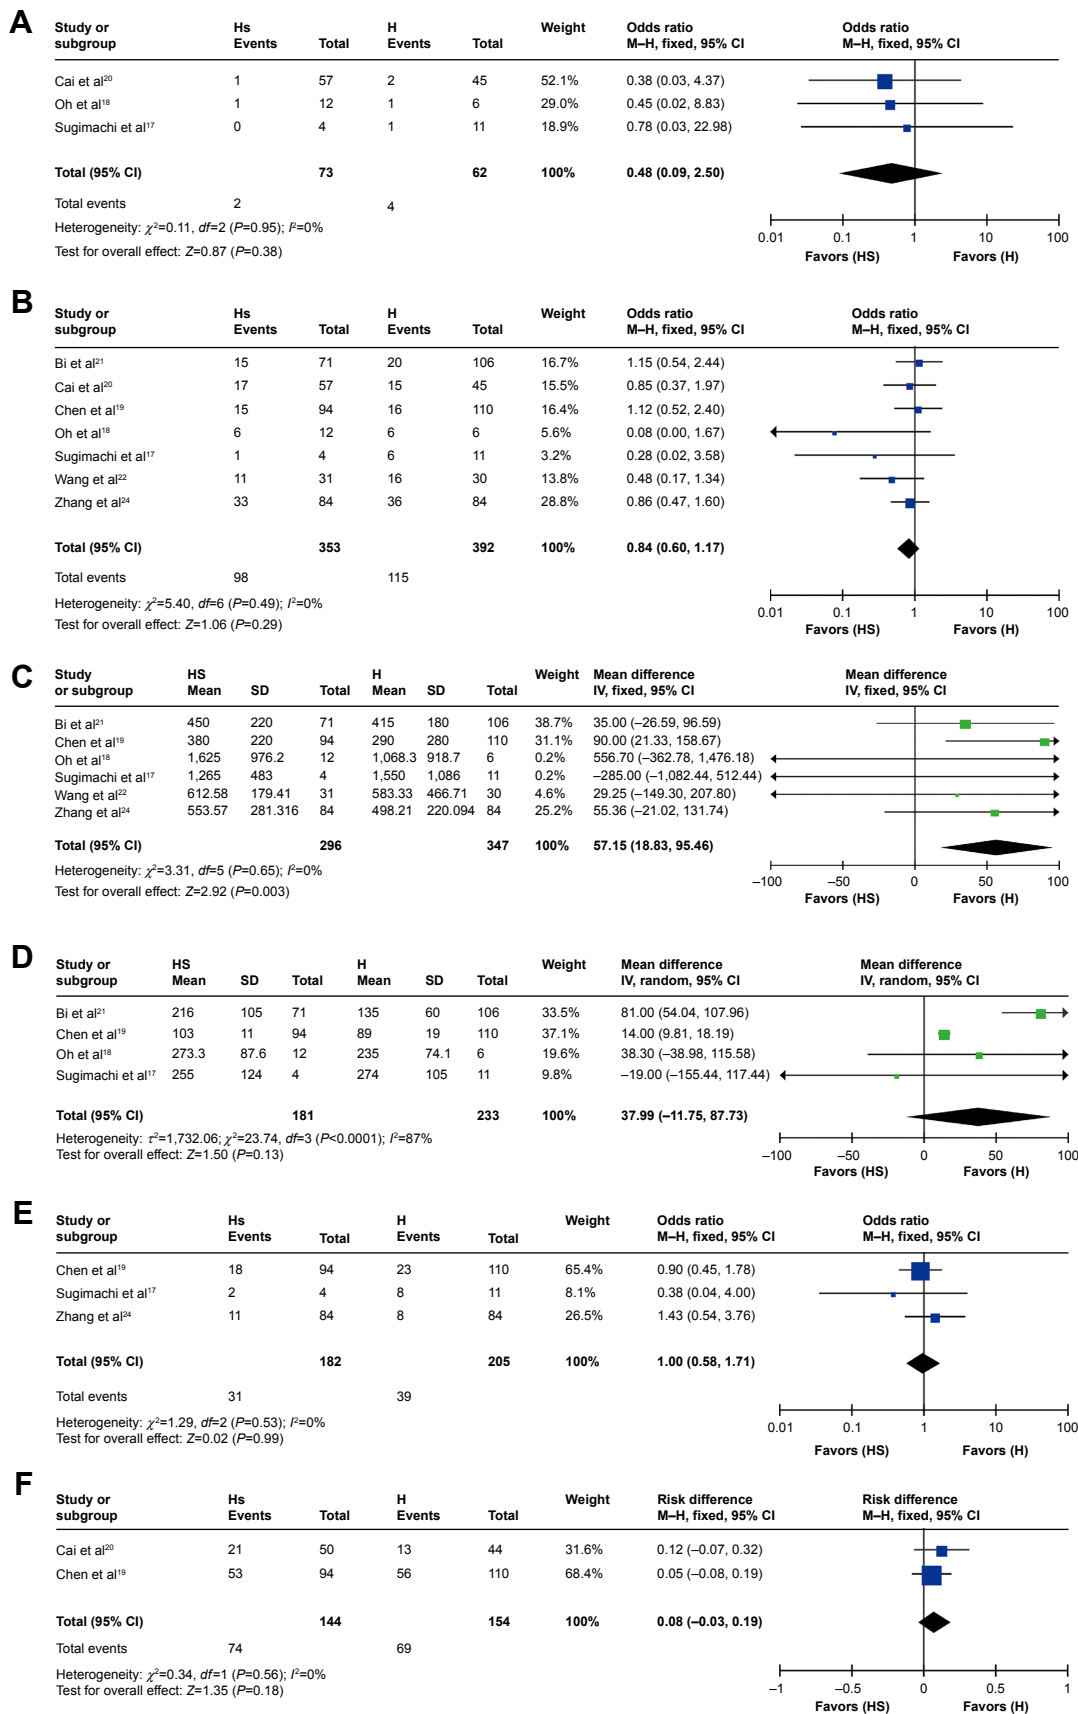 A
Study or subgroup Hs Events Total H Events Total Weight Odds ratio M–H, fixed, 95% CI Odds ratio M–H, fixed, 95% CI
Cai et al20 1 57 2 45 52.1% 0.38 (0.03, 4.37)
Oh et al18 1 12 1 6 29.0% 0.45 (0.02, 8.83)
Sugimachi et al17 0 4 1 11 18.9% 0.78 (0.03, 22.98)
Total (95% CI) 73 62 100% 0.48 (0.09, 2.50)
Total events 2 4
Heterogeneity: χ2=0.11, df=2 (P=0.95); I2=0%
Test for overall effect: Z=0.87 (P=0.38)
0.01 0.1 1 10 100
Favors (HS) Favors (H)
B
Study or subgroup Hs Events Total H Events Total Weight Odds ratio M–H, fixed, 95% CI Odds ratio M–H, fixed, 95% CI
Bi et al21 15 71 20 106 16.7% 1.15 (0.54, 2.44)
Cai et al20 17 57 15 45 15.5% 0.85 (0.37, 1.97)
Chen et al19 15 94 16 110 16.4% 1.12 (0.52, 2.40)
Oh et al18 6 12 6 6 5.6% 0.08 (0.00, 1.67)
Sugimachi et al17 1 4 6 11 3.2% 0.28 (0.02, 3.58)
Wang et al22 11 31 16 30 13.8% 0.48 (0.17, 1.34)
Zhang et al24 33 84 36 84 28.8% 0.86 (0.47, 1.60)
Total (95% CI) 353 392 100% 0.84 (0.60, 1.17)
Total events 98 115
Heterogeneity: χ2=5.40, df=6 (P=0.49); I2=0%
Test for overall effect: Z=1.06 (P=0.29)
0.01 0.1 1 10 100
Favors (HS) Favors (H)
C
Study or subgroup HS Mean SD Total H Mean SD Total Weight Mean difference IV, fixed, 95% CI Mean difference IV, fixed, 95% CI
Bi et al21 450 220 71 415 180 106 38.7% 35.00 (−26.59, 96.59)
Chen et al19 380 220 94 290 280 110 31.1% 90.00 (21.33, 158.67)
Oh et al18 1,625 976.2 12 1,068.3 918.7 6 0.2% 556.70 (−362.78, 1,476.18)
Sugimachi et al17 1,265 483 4 1,550 1,086 11 0.2% −285.00 (−1,082.44, 512.44)
Wang et al22 612.58 179.41 31 583.33 466.71 30 4.6% 29.25 (−149.30, 207.80)
Zhang et al24 553.57 281.316 84 498.21 220.094 84 25.2% 55.36 (−21.02, 131.74)
Total (95% CI) 296 347 100% 57.15 (18.83, 95.46)
Heterogeneity: χ2=3.31, df=5 (P=0.65); I2=0%
Test for overall effect: Z=2.92 (P=0.003)
−100 −50 0 50 100
Favors (HS) Favors (H)
D
Study or subgroup HS Mean SD Total H Mean SD Total Weight Mean difference IV, random, 95% CI Mean difference IV, random, 95% CI
Bi et al21 216 105 71 135 60 106 33.5% 81.00 (54.04, 107.96)
Chen et al19 103 11 94 89 19 110 37.1% 14.00 (9.81, 18.19)
Oh et al18 273.3 87.6 12 235 74.1 6 19.6% 38.30 (−38.98, 115.58)
Sugimachi et al17 255 124 4 274 105 11 9.8% −19.00 (−155.44, 117.44)
Total (95% CI) 181 233 100% 37.99 (−11.75, 87.73)
Heterogeneity: τ2=1,732.06; χ2=23.74, df=3 (P<0.0001); I2=87%
Test for overall effect: Z=1.50 (P=0.13)
−100 −50 0 50 100
Favors (HS) Favors (H)
E
Study or subgroup Hs Events Total H Events Total Weight Odds ratio M–H, fixed, 95% CI Odds ratio M–H, fixed, 95% CI
Chen et al19 18 94 23 110 65.4% 0.90 (0.45, 1.78)
Sugimachi et al17 2 4 8 11 8.1% 0.38 (0.04, 4.00)
Zhang et al24 11 84 8 84 26.5% 1.43 (0.54, 3.76)
Total (95% CI) 182 205 100% 1.00 (0.58, 1.71)
Total events 31 39
Heterogeneity: χ2=1.29, df=2 (P=0.53); I2=0%
Test for overall effect: Z=0.02 (P=0.99)
0.01 0.1 1 10 100
Favors (HS) Favors (H)
F
Study or subgroup Hs Events Total H Events Total Weight Risk difference M–H, fixed, 95% CI Risk difference M–H, fixed, 95% CI
Cai et al20 21 50 13 44 31.6% 0.12 (−0.07, 0.32)
Chen et al19 53 94 56 110 68.4% 0.05 (−0.08, 0.19)
Total (95% CI) 144 154 100% 0.08 (−0.03, 0.19)
Total events 74 69
Heterogeneity: χ2=0.34, df=1 (P=0.56); I2=0%
Test for overall effect: Z=1.35 (P=0.18)
−1 −0.5 0 0.5 1
Favors (HS) Favors (H)